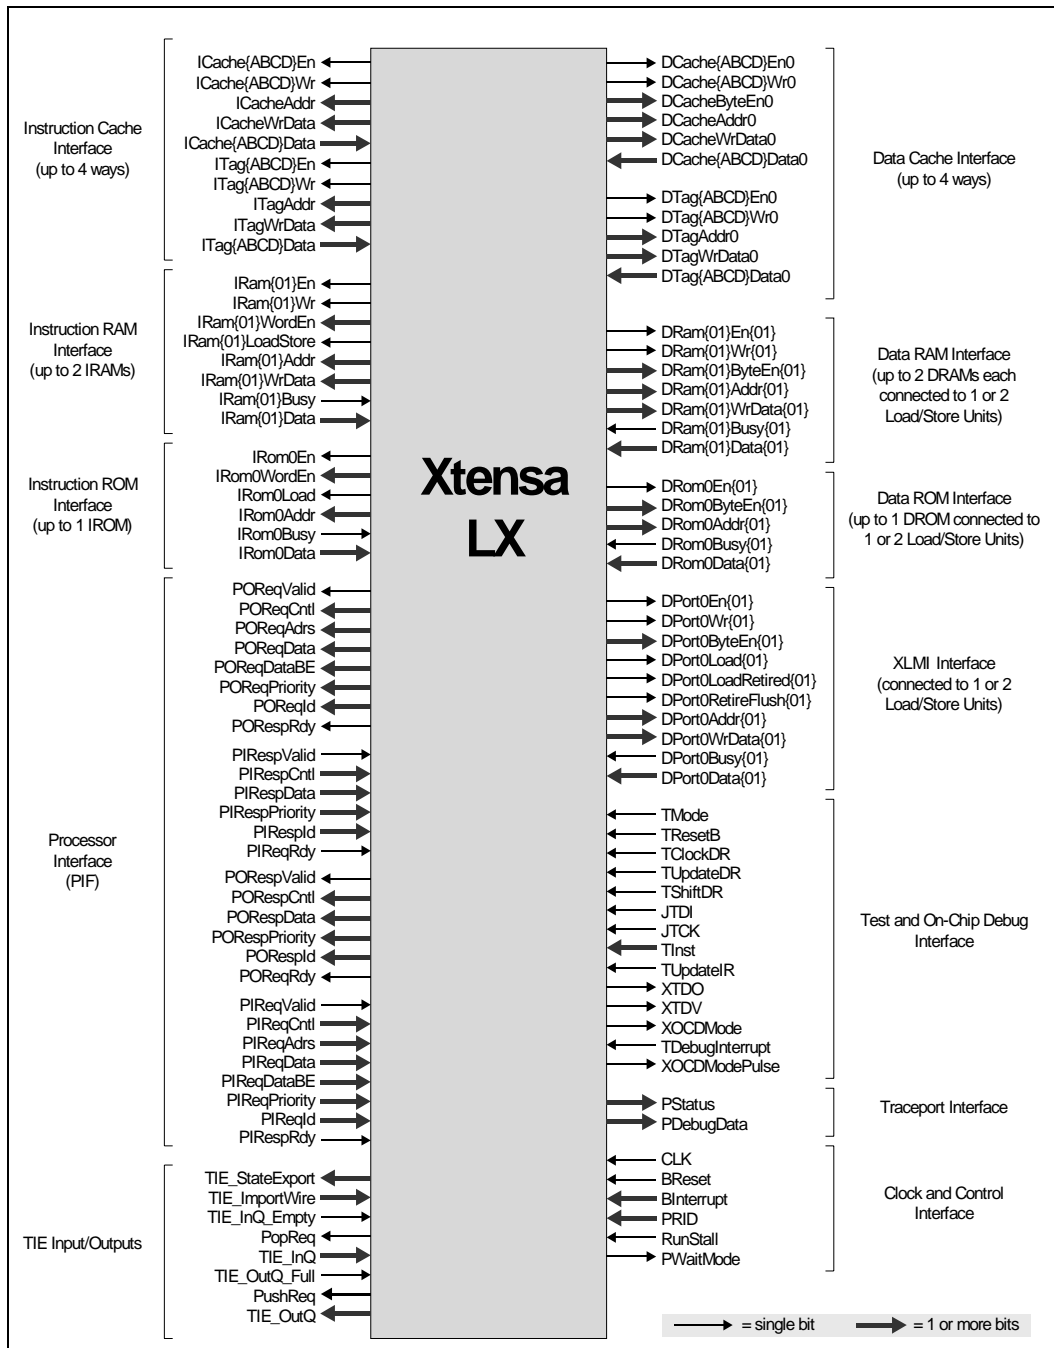 Instruction Cache
Interface
(up to 4 ways)
ICache{ABCD}En
ICache{ABCD}Wr
ICacheAddr
ICacheWrData
ICache{ABCD}Data
ITag{ABCD}En
ITag{ABCD}Wr
ITagAddr
ITagWrData
ITag{ABCD}Data
Instruction RAM
Interface
(up to 2 IRAMs)
IRam{01}En
IRam{01}Wr
IRam{01}WordEn
IRam{01}LoadStore
IRam{01}Addr
IRam{01}WrData
IRam{01}Busy
IRam{01}Data
Instruction ROM
Interface
(up to 1 IROM)
IRom0En
IRom0WordEn
IRom0Load
IRom0Addr
IRom0Busy
IRom0Data
Processor
Interface
(PIF)
POReqValid
POReqCntl
POReqAdrs
POReqData
POReqDataBE
POReqPriority
POReqId
PORespRdy
PIRespValid
PIRespCntl
PIRespData
PIRespPriority
PIRespId
PIReqRdy
PORespValid
PORespCntl
PORespData
PORespPriority
PORespId
POReqRdy
PIReqValid
PIReqCntl
PIReqAdrs
PIReqData
PIReqDataBE
PIReqPriority
PIReqId
PIRespRdy
TIE Input/Outputs
TIE_StateExport
TIE_ImportWire
TIE_InQ_Empty
PopReq
TIE_InQ
TIE_OutQ_Full
PushReq
TIE_OutQ
Xtensa
LX
DCache{ABCD}En0
DCache{ABCD}Wr0
DCacheByteEn0
DCacheAddr0
DCacheWrData0
DCache{ABCD}Data0
DTag{ABCD}En0
DTag{ABCD}Wr0
DTagAddr0
DTagWrData0
DTag{ABCD}Data0
Data Cache Interface
(up to 4 ways)
DRam{01}En{01}
DRam{01}Wr{01}
DRam{01}ByteEn{01}
DRam{01}Addr{01}
DRam{01}WrData{01}
DRam{01}Busy{01}
DRam{01}Data{01}
Data RAM Interface
(up to 2 DRAMs each
connected to 1 or 2
Load/Store Units)
DRom0En{01}
DRom0ByteEn{01}
DRom0Addr{01}
DRom0Busy{01}
DRom0Data{01}
Data ROM Interface
(up to 1 DROM connected to
1 or 2 Load/Store Units)
DPort0En{01}
DPort0Wr{01}
DPort0ByteEn{01}
DPort0Load{01}
DPort0LoadRetired{01}
DPort0RetireFlush{01}
DPort0Addr{01}
DPort0WrData{01}
DPort0Busy{01}
DPort0Data{01}
XLMI Interface
(connected to 1 or 2
Load/Store Units)
TMode
TResetB
TClockDR
TUpdateDR
TShiftDR
JTDI
JTCK
TInst
TUpdateIR
XTDO
XTDV
XOCDMode
TDebugInterrupt
XOCDModePulse
Test and On-Chip Debug
Interface
PStatus
PDebugData
Traceport Interface
CLK
BReset
BInterrupt
PRID
RunStall
PWaitMode
Clock and Control
Interface
= single bit
= 1 or more bits